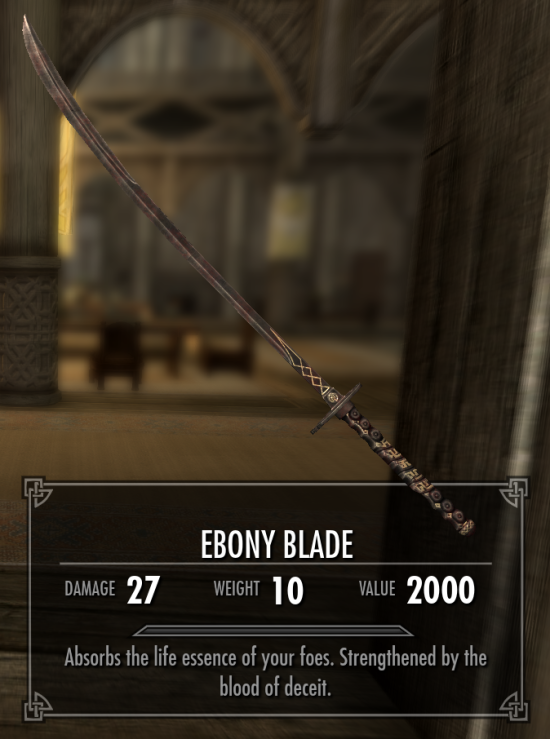 EBONY BLADE
DAMAGE 27 WEIGHT 10 VALUE 2000
Absorbs the life essence of your foes. Strengthened by the
blood of deceit.